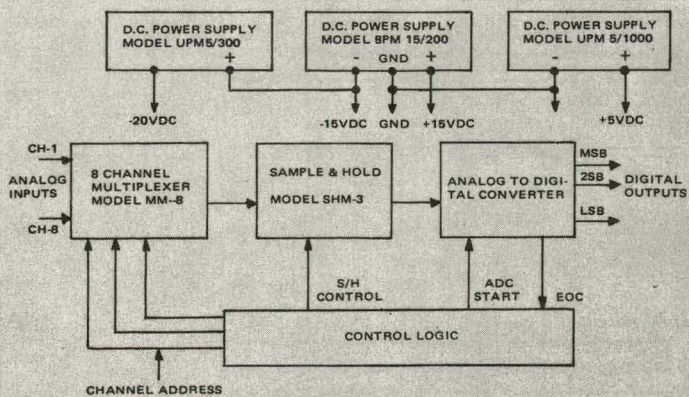 D.C. POWER SUPPLY
MODEL UPM5/300
+
D.C. POWER SUPPLY
MODEL BPM 15/200
- GND +
D.C. POWER SUPPLY
MODEL UPM 5/1000
- +
-20VDC
-15VDC
GND
+15VDC
+5VDC
CH-1
ANALOG
INPUTS
CH-8
8 CHANNEL
MULTIPLEXER
MODEL MM-8
SAMPLE & HOLD
MODEL SHM-3
ANALOG TO DIGI-
TAL CONVERTER
MSB
2SB
LSB
DIGITAL
OUTPUTS
S/H
CONTROL
ADC
START
EOC
CONTROL LOGIC
CHANNEL ADDRESS